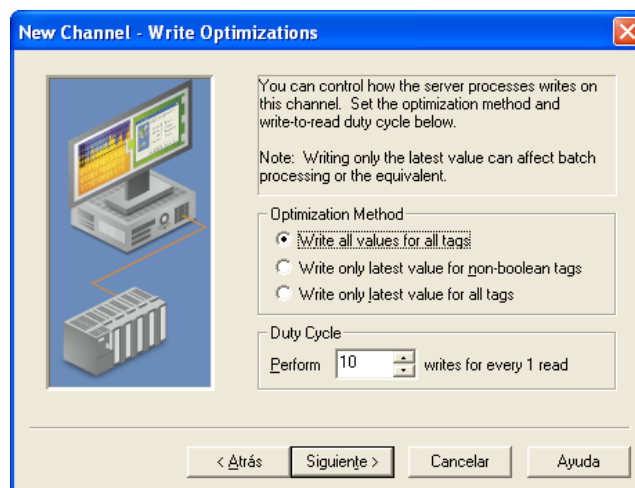 New Channel - Write Optimizations
You can control how the server processes writes on
this channel. Set the optimization method and
write-to-read duty cycle below.
Note: Writing only the latest value can affect batch
processing or the equivalent.
Optimization Method
Write all values for all tags
Write only latest value for non-boolean tags
Write only latest value for all tags
Duty Cycle
Perform 10 writes for every 1 read
< Atrás Siguiente > Cancelar Ayuda